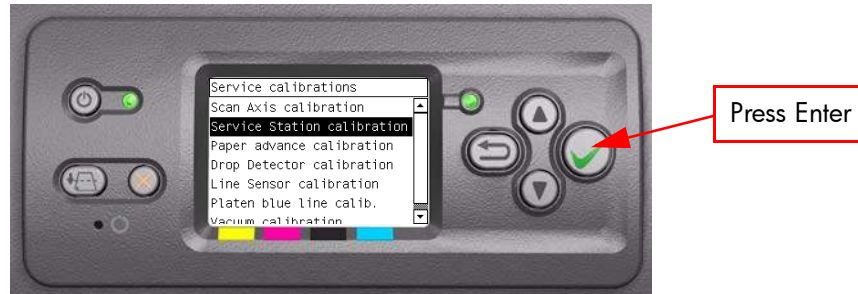 Service calibrations
Scan Axis calibration
Service Station calibration
Paper advance calibration
Drop Detector calibration
Line Sensor calibration
Platen blue line calib.
Vacuum calibration
Press Enter